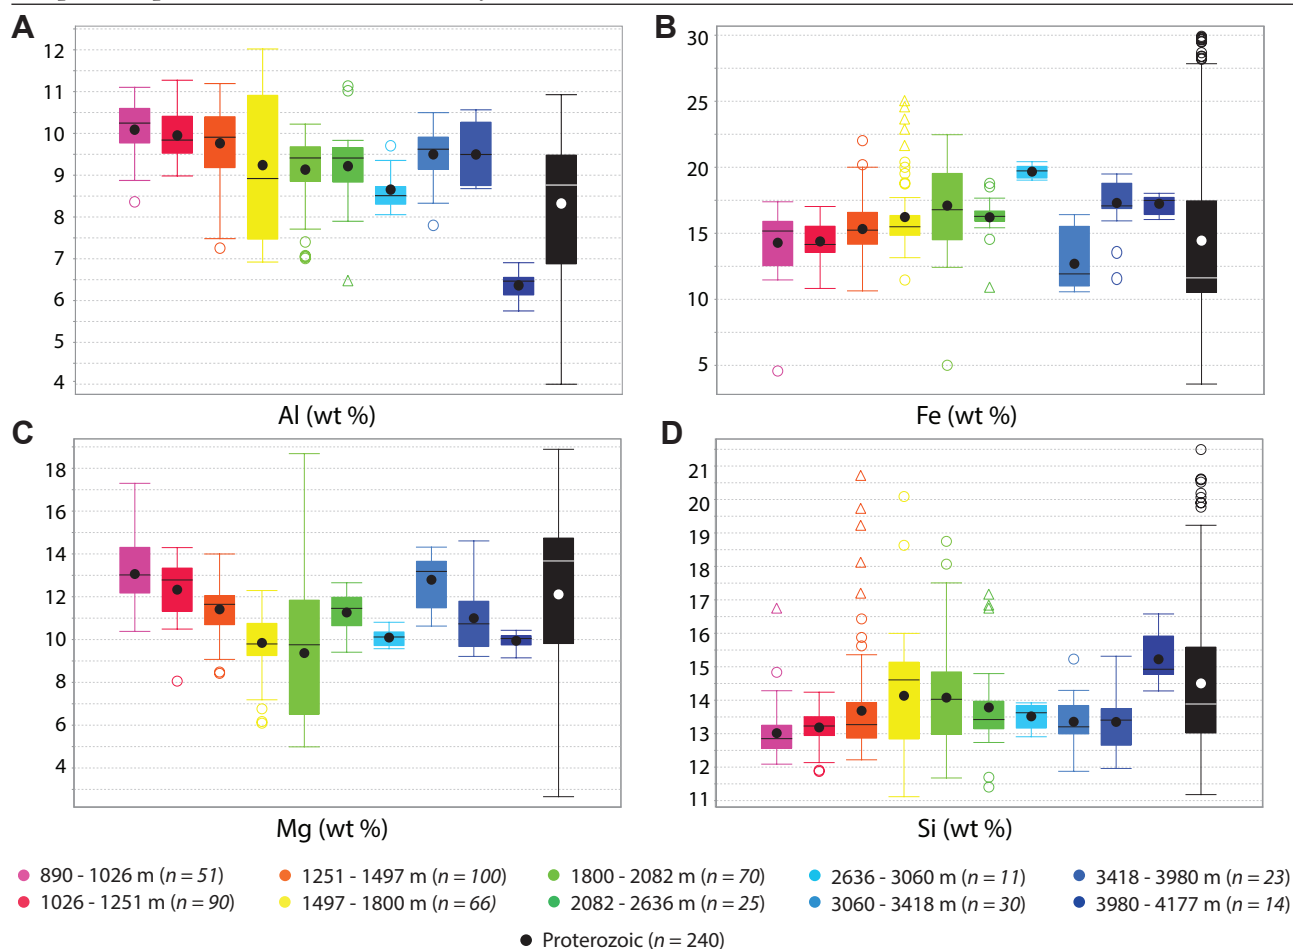 A
B
12
11
10
9
8
7
6
5
4
30
25
20
15
10
5
Al (wt %)
Fe (wt %)
C
D
18
16
14
12
10
8
6
4
21
20
19
18
17
16
15
14
13
12
11
Mg (wt %)
Si (wt %)
890 - 1026 m (n = 51)
1251 - 1497 m (n = 100)
1800 - 2082 m (n = 70)
2636 - 3060 m (n = 11)
3418 - 3980 m (n = 23)
1026 - 1251 m (n = 90)
1497 - 1800 m (n = 66)
2082 - 2636 m (n = 25)
3060 - 3418 m (n = 30)
3980 - 4177 m (n = 14)
Proterozoic (n = 240)